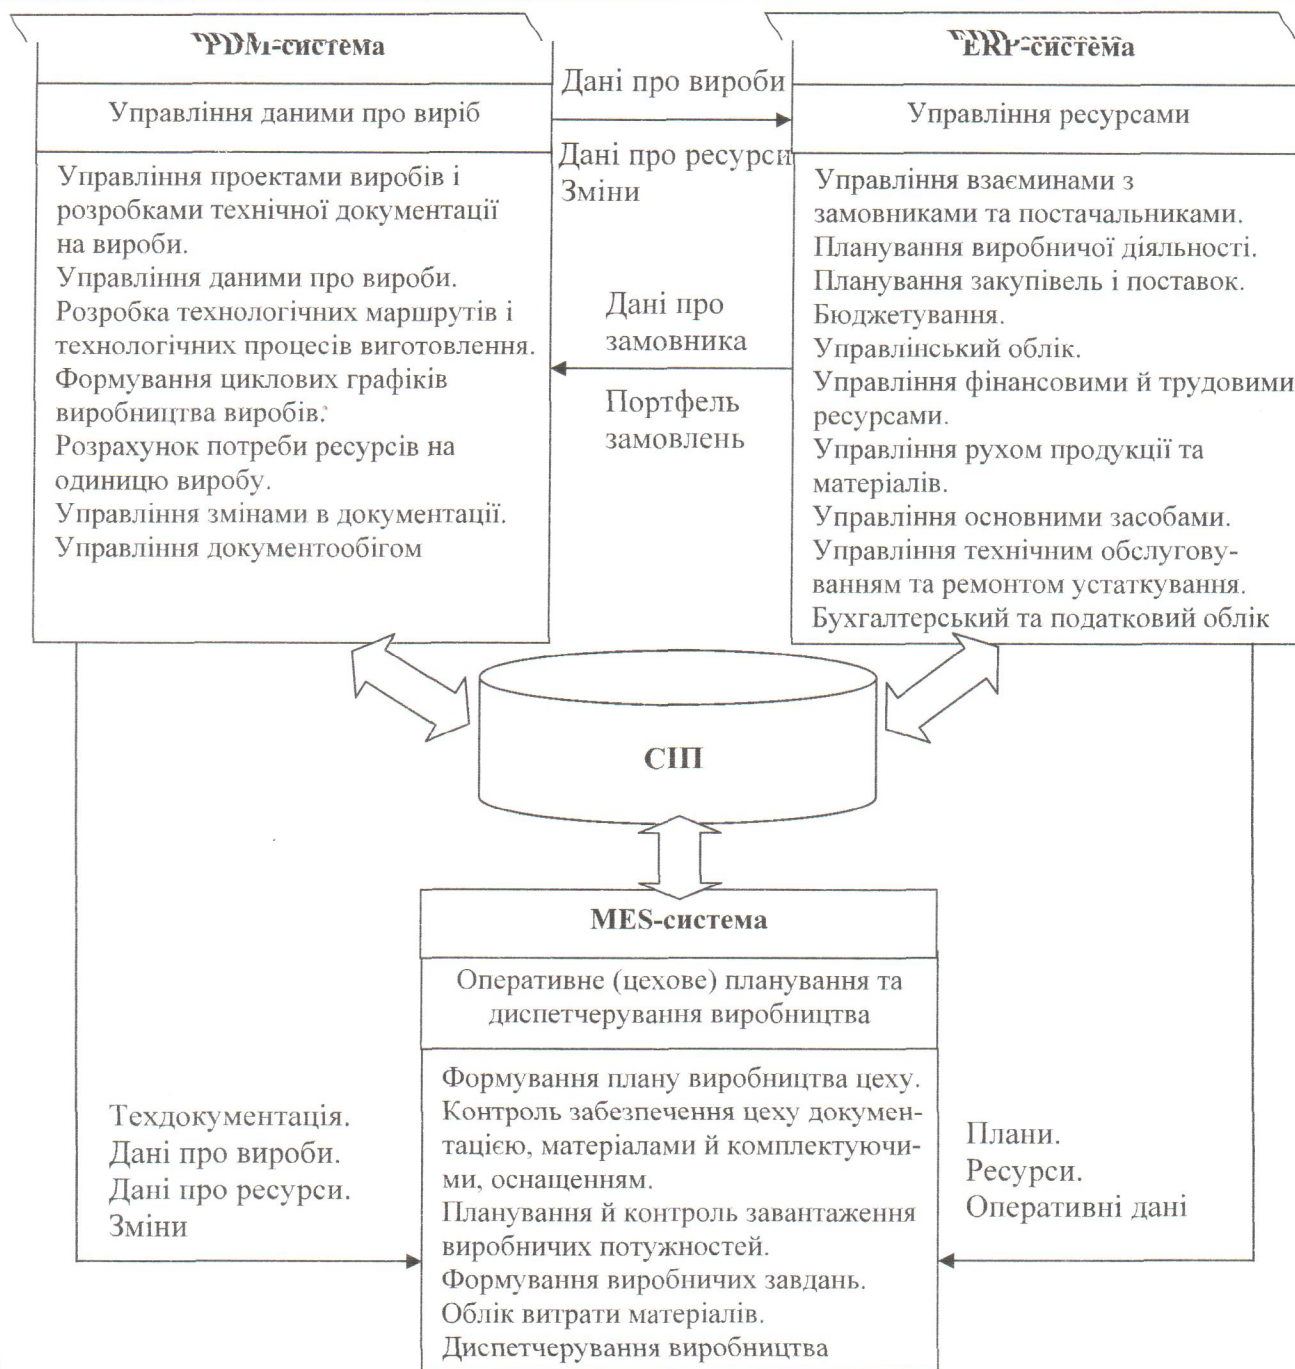 PDM-система
Управління даними про виріб
Управління проектами виробів і
розробками технічної документації
на вироби.
Управління даними про вироби.
Розробка технологічних маршрутів і
технологічних процесів виготовлення.
Формування циклових графіків
виробництва виробів.
Розрахунок потреби ресурсів на
одиницю виробу.
Управління змінами в документації.
Управління документообігом
Дані про вироби
Дані про ресурси
Зміни
Дані про
замовника
Портфель
замовлень
ERP-система
Управління ресурсами
Управління взаєминами з
замовниками та постачальниками.
Планування виробничої діяльності.
Планування закупівель і поставок.
Бюджетування.
Управлінський облік.
Управління фінансовими й трудовими
ресурсами.
Управління рухом продукції та
матеріалів.
Управління основними засобами.
Управління технічним обслугову-
ванням та ремонтом устаткування.
Бухгалтерський та податковий облік
СІП
MES-система
Оперативне (цехове) планування та
диспетчерування виробництва
Формування плану виробництва цеху.
Контроль забезпечення цеху докумен-
тацією, матеріалами й комплектуючи-
ми, оснащенням.
Планування й контроль завантаження
виробничих потужностей.
Формування виробничих завдань.
Облік витрати матеріалів.
Диспетчерування виробництва
Техдокументація.
Дані про вироби.
Дані про ресурси.
Зміни
Плани.
Ресурси.
Оперативні дані